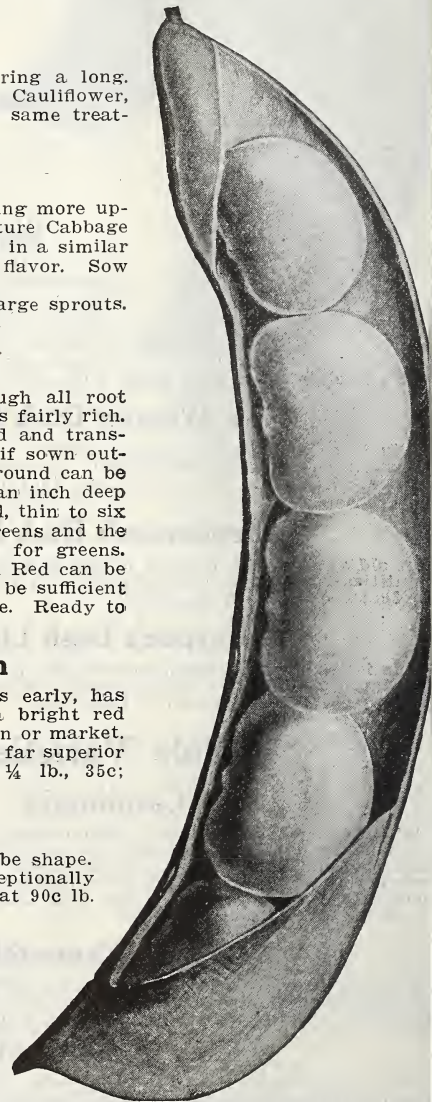 ring a long.
Cauliflower,
same treat-
ng more up-
ture Cabbage
in a similar
flavor. Sow
arge sprouts.
ugh all root
s fairly rich.
d and trans-
if sown out-
round can be
an inch deep
l, thin to six
reens and the
for greens.
Red can be
be sufficient
e. Ready to
n
s early, has
bright red
n or market.
far superior
¼ lb., 35c;
be shape.
eptionally
at 90c lb.